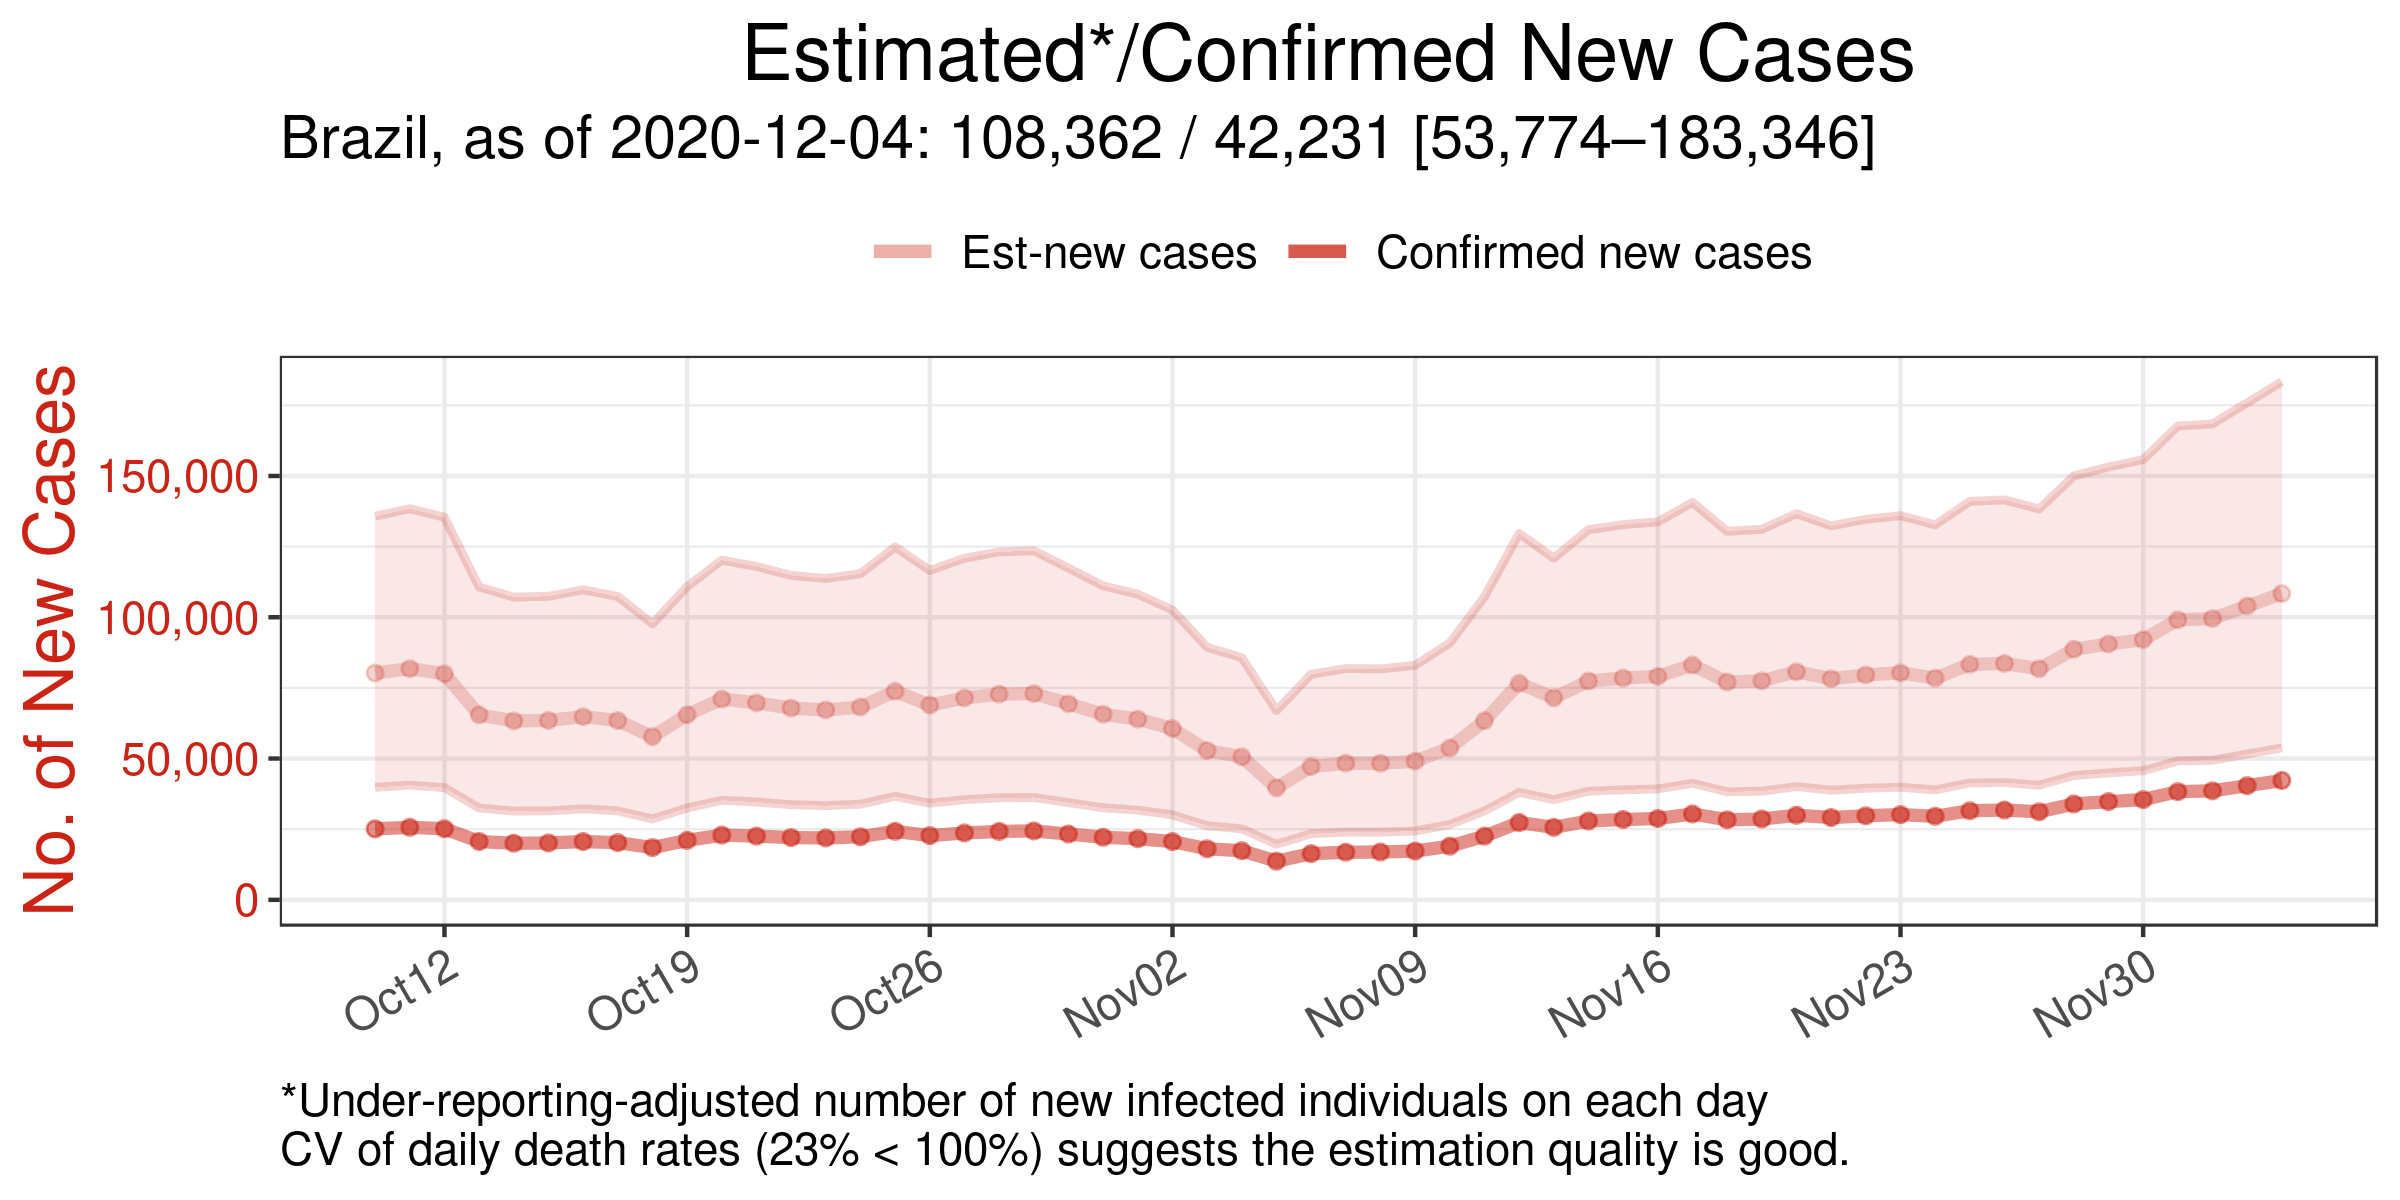 Estimated*/Confirmed New Cases
Brazil, as of 2020-12-04: 108,362 / 42,231 [53,774–183,346]
Est-new cases Confirmed new cases
No. of New Cases
150,000
100,000
50,000
0
Oct12 Oct19 Oct26 Nov02 Nov09 Nov16 Nov23 Nov30
*Under-reporting-adjusted number of new infected individuals on each day
CV of daily death rates (23% < 100%) suggests the estimation quality is good.